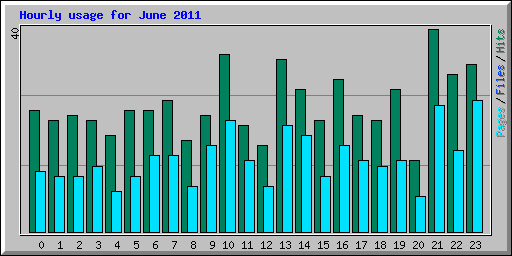 Hourly usage for June 2011
40
Pages/Files/Hits
0 1 2 3 4 5 6 7 8 9 10 11 12 13 14 15 16 17 18 19 20 21 22 23